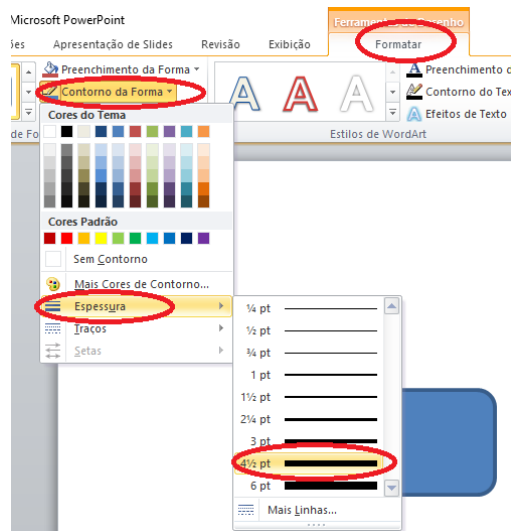 Microsoft PowerPoint
Apresentação de Slides
Revisão
Exibição
Formatar
Preenchimento da Forma
Contorno da Forma
A
A
A
A Preenchimento d
Contorno do Tex
A Efeitos de Texto
de Fo
Estilos de WordArt
Cores do Tema
Cores Padrão
Sem Contorno
Mais Cores de Contorno...
Espessura
Traços
Setas
¼ pt
½ pt
¾ pt
1 pt
1½ pt
2¼ pt
3 pt
4½ pt
6 pt
Mais Linhas...